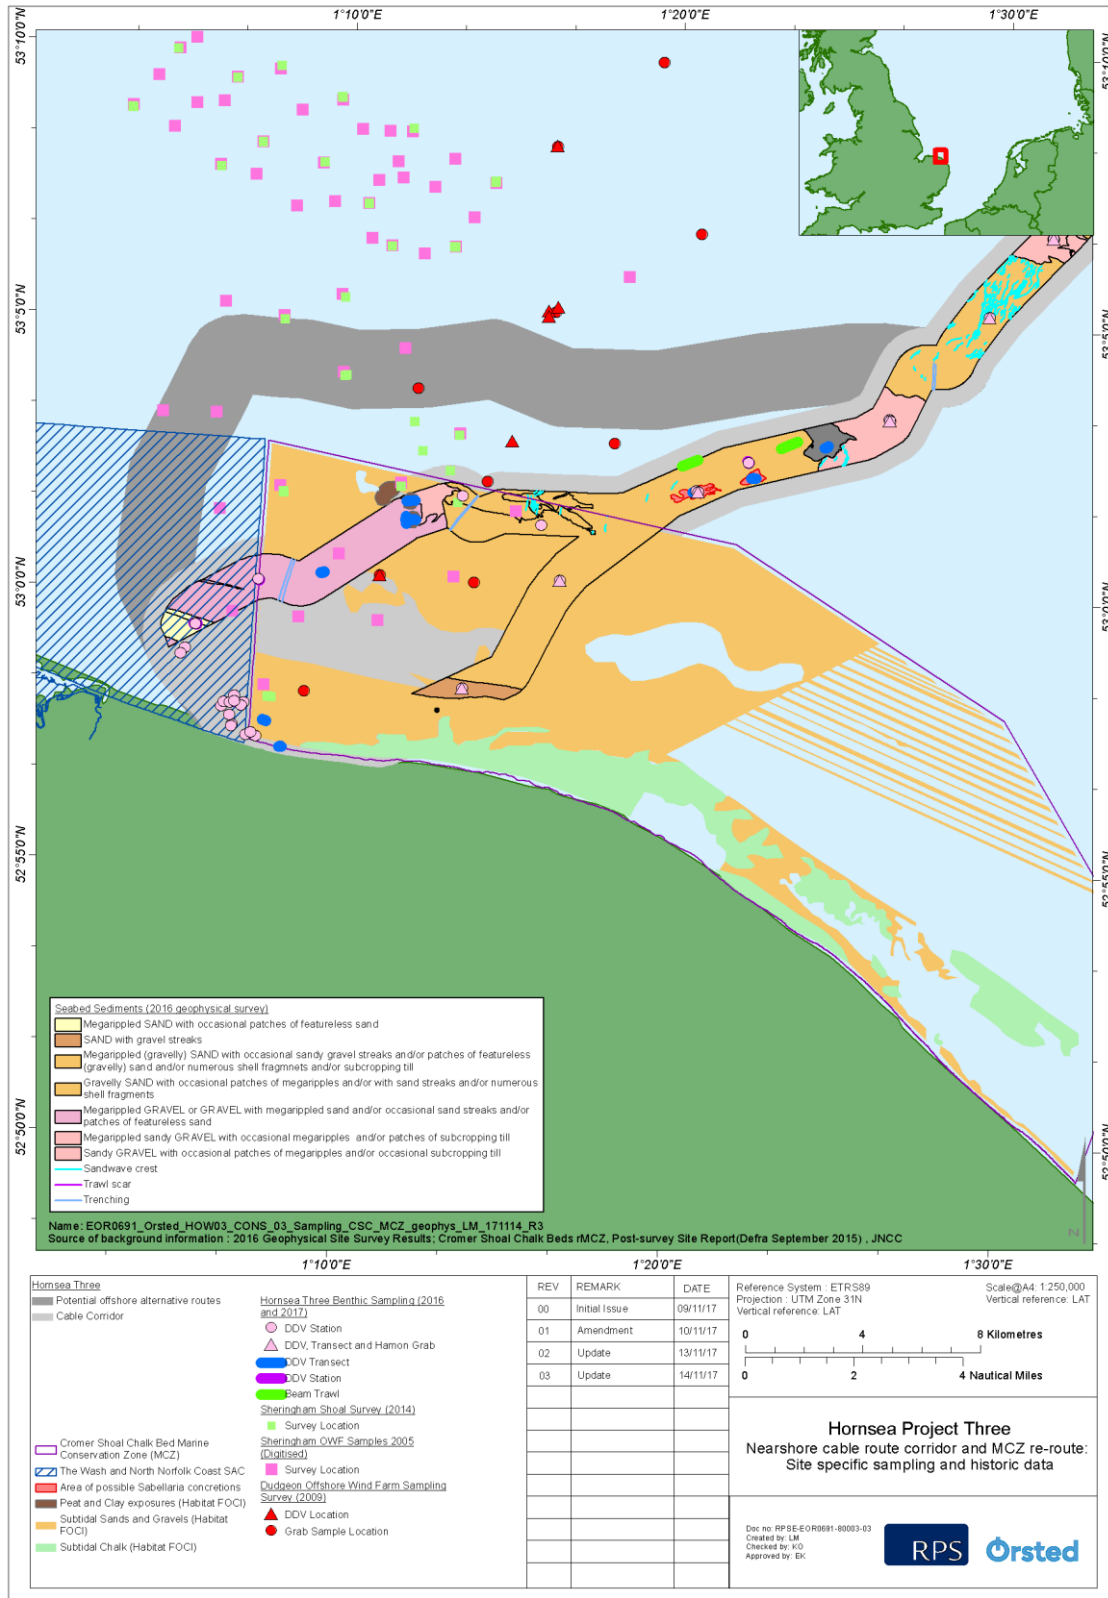 1°10'0"E
1°20'0"E
1°30'0"E
53°10'0"N
53°10'0"N
53°5'0"N
53°5'0"N
53°0'0"N
53°0'0"N
52°55'0"N
52°55'0"N
52°50'0"N
52°50'0"N
Seabed Sediments (2016 geophysical survey)
Megarippled SAND with occasional patches of featureless sand
SAND with gravel streaks
Megarippled (gravelly) SAND with occasional sandy gravel streaks and/or patches of featureless
(gravelly) sand and/or numerous shell fragmnets and/or subcropping till
Gravelly SAND with occasional patches of megaripples and/or with sand streaks and/or numerous
shell fragments
Megarippled GRAVEL or GRAVEL with megarippled sand and/or occasional sand streaks and/or
patches of featureless sand
Megarippled sandy GRAVEL with occasional megaripples and/or patches of subcropping till
Sandy GRAVEL with occasional patches of megaripples and/or occasional subcropping till
Sandwave crest
Trawl scar
Trenching
N
Name: EOR0691_Orsted_HOW03_CONS_03_Sampling_CSC_MCZ_geophys_LM_171114_R3
Source of background information : 2016 Geophysical Site Survey Results; Cromer Shoal Chalk Beds rMCZ, Post-survey Site Report(Defra September 2015) , JNCC
1°10'0"E
1°20'0"E
1°30'0"E
Hornsea Three
Potential offshore alternative routes
Cable Corridor
Cromer Shoal Chalk Bed Marine
Conservation Zone (MCZ)
The Wash and North Norfolk Coast SAC
Area of possible Sabellaria concretions
Peat and Clay exposures (Habitat FOCI)
Subtidal Sands and Gravels (Habitat
FOCI)
Subtidal Chalk (Habitat FOCI)
Hornsea Three Benthic Sampling (2016
and 2017)
DDV Station
DDV, Transect and Hamon Grab
DDV Transect
DDV Station
Beam Trawl
Sheringham Shoal Survey (2014)
Survey Location
Sheringham OWF Samples 2005
(Digitised)
Survey Location
Dudgeon Offshore Wind Farm Sampling
Survey (2009)
DDV Location
Grab Sample Location
REV REMARK DATE
00 Initial Issue 09/11/17
01 Amendment 10/11/17
02 Update 13/11/17
03 Update 14/11/17
Reference System : ETRS89
Projection : UTM Zone 31N
Vertical reference: LAT
Scale@A4: 1:250,000
Vertical reference: LAT
0 4 8 Kilometres
0 2 4 Nautical Miles
Hornsea Project Three
Nearshore cable route corridor and MCZ re-route:
Site specific sampling and historic data
Doc no: RPSE-EOR0691-80003-03
Created by: LM
Checked by: KO
Approved by: EK
RPS
Orsted